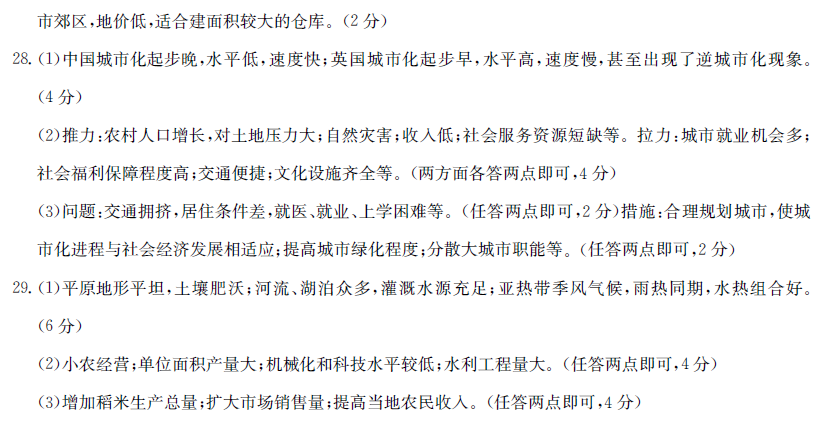 市郊区,地价低,适合建面积较大的仓库。(2 分)
28. (1)中国城市化起步晚,水平低,速度快;英国城市化起步早,水平高,速度慢,甚至出现了逆城市化现象。
(4 分)
(2)推力:农村人口增长,对土地压力大;自然灾害;收入低;社会服务资源短缺等。拉力:城市就业机会多;
社会福利保障程度高;交通便捷;文化设施齐全等。(两方面各答两点即可,4 分)
(3)问题:交通拥挤,居住条件差,就医、就业、上学困难等。(任答两点即可,2 分)措施:合理规划城市,使城
市化进程与社会经济发展相适应;提高城市绿化程度;分散大城市职能等。(任答两点即可,2 分)
29. (1)平原地形平坦,土壤肥沃;河流、湖泊众多,灌溉水源充足;亚热带季风气候,雨热同期,水热组合好。
(6 分)
(2)小农经营;单位面积产量大;机械化和科技水平较低;水利工程量大。(任答两点即可,4 分)
(3)增加稻米生产总量;扩大市场销售量;提高当地农民收入。(任答两点即可,4 分)